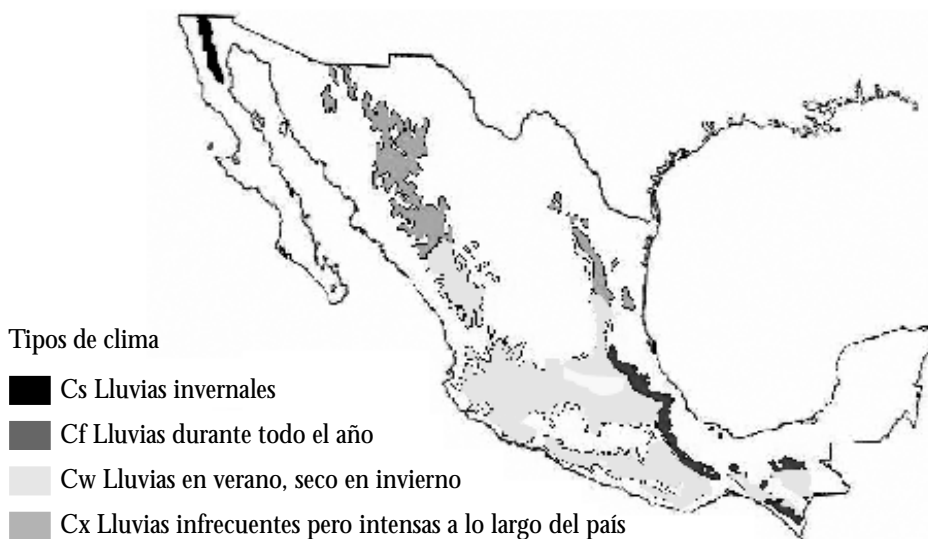 Tipos de clima
Cs Lluvias invernales
Cf Lluvias durante todo el año
Cw Lluvias en verano, seco en invierno
Cx Lluvias infrecuentes pero intensas a lo largo del país